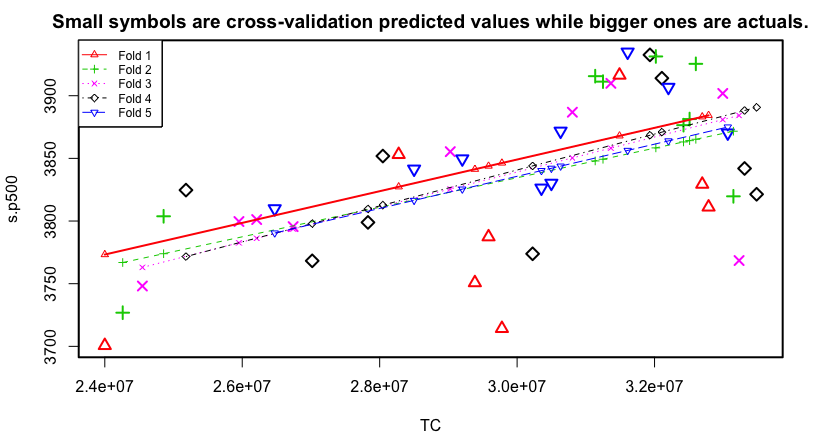 Small symbols are cross-validation predicted values while bigger ones are actuals.
Fold 1
Fold 2
Fold 3
Fold 4
Fold 5
s.p500
3900
3850
3800
3750
3700
2.4e+07 2.6e+07 2.8e+07 3.0e+07 3.2e+07
TC